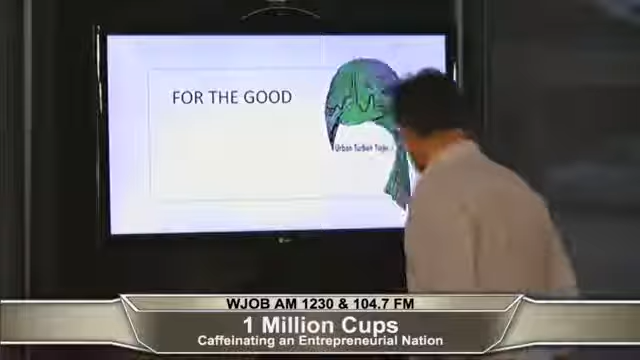 FOR THE GOOD
Urban Turban
WJOB AM 1230 & 104.7 FM
1 Million Cups
Caffeinating an Entrepreneurial Nation